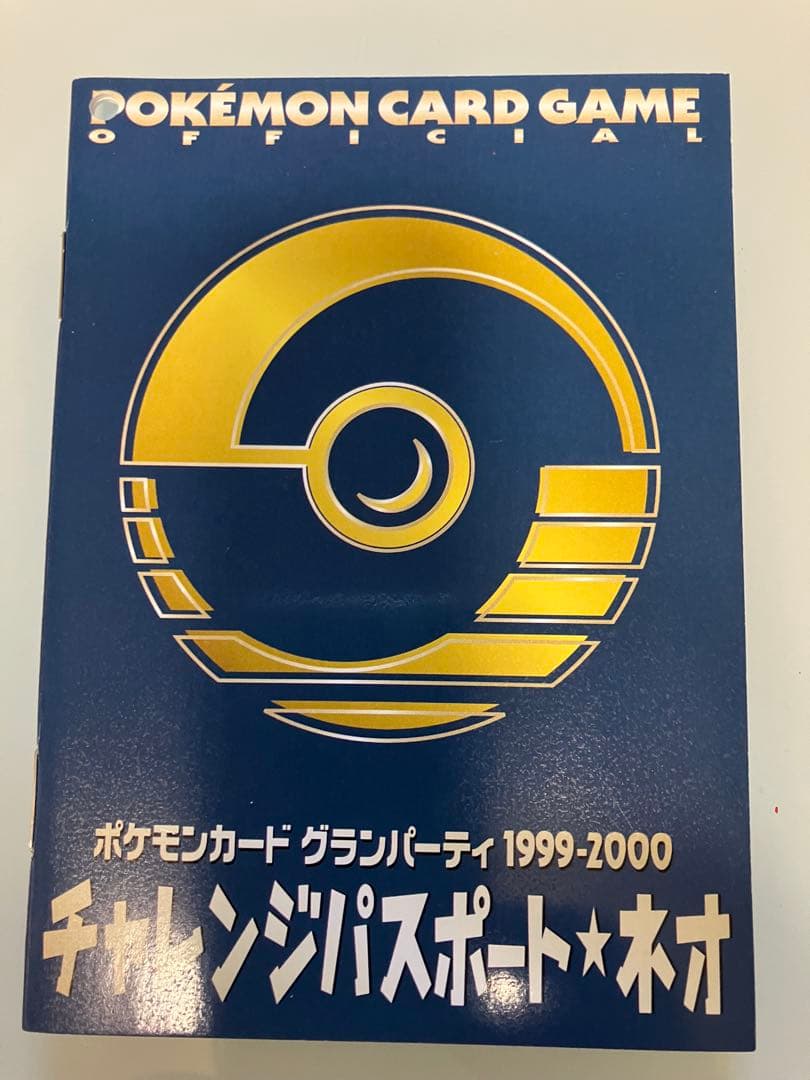 POKÉMON CARD GAME
OFFICIAL
ポケモンカード グランパーティ 1999-2000
チャレンジパスポート★ネオ